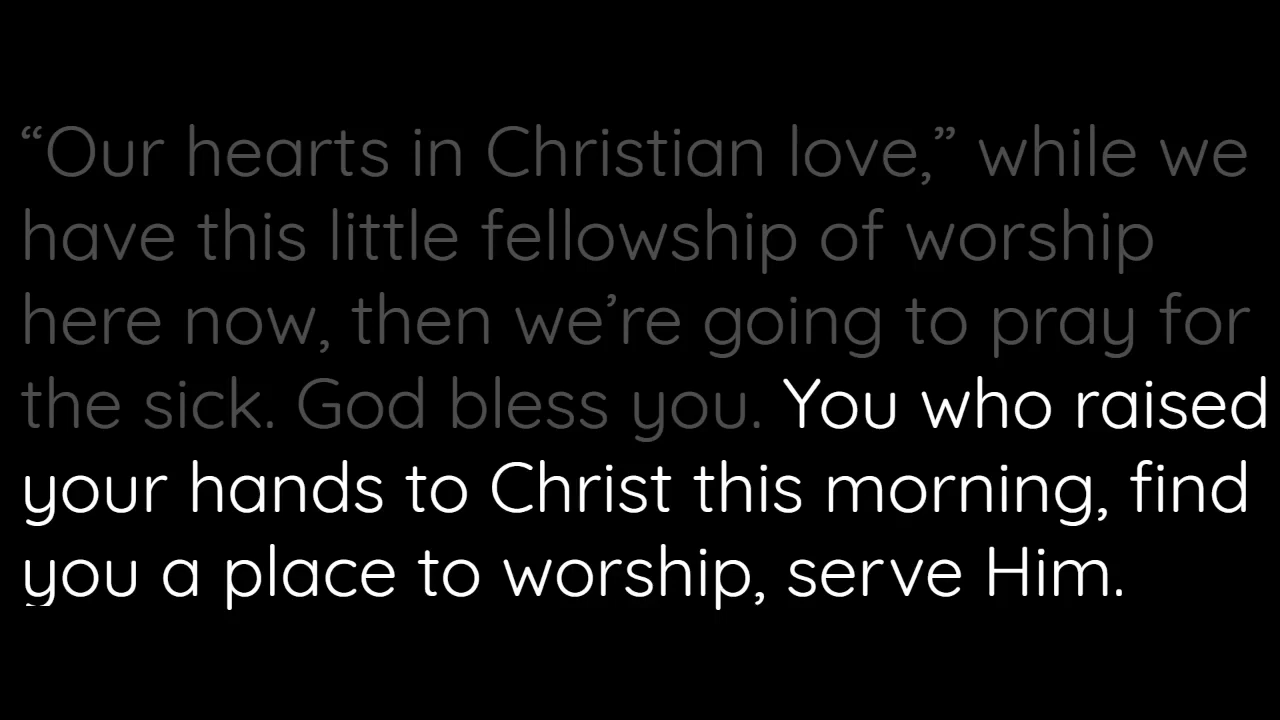 “Our hearts in Christian love,” while we
have this little fellowship of worship
here now, then we’re going to pray for
the sick. God bless you. You who raised
your hands to Christ this morning, find
you a place to worship, serve Him.